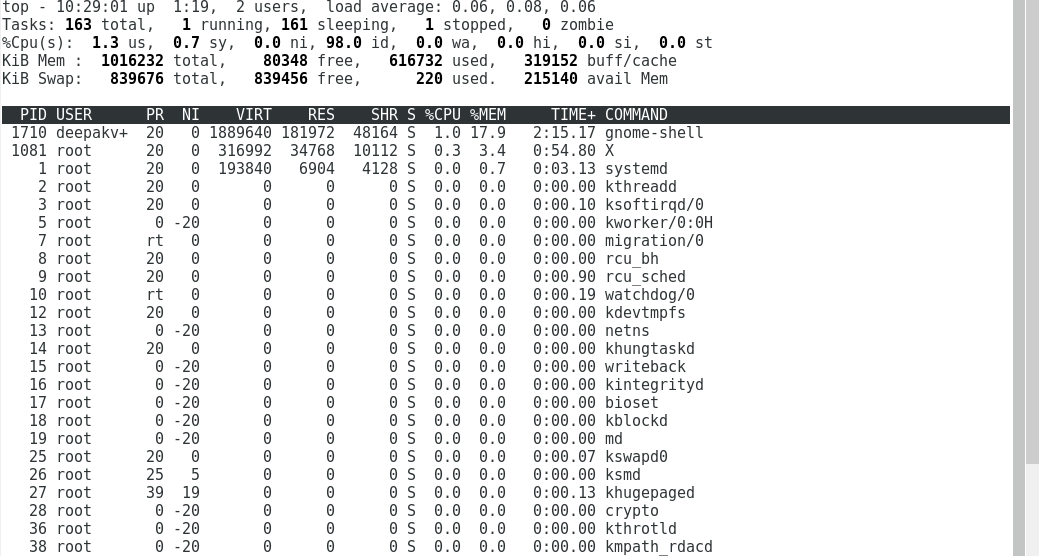 top - 10:29:01 up  1:19,  2 users,  load average: 0.06, 0.08, 0.06
Tasks: 163 total,   1 running, 161 sleeping,   1 stopped,   0 zombie
%Cpu(s):  1.3 us,  0.7 sy,  0.0 ni, 98.0 id,  0.0 wa,  0.0 hi,  0.0 si,  0.0 st
KiB Mem :  1016232 total,    80348 free,   616732 used,   319152 buff/cache
KiB Swap:   839676 total,   839456 free,      220 used.   215140 avail Mem
PID USER      PR  NI    VIRT    RES    SHR S %CPU %MEM     TIME+ COMMAND
1710 deepakv+  20   0 1889640 181972  48164 S  1.0 17.9   2:15.17 gnome-shell
1081 root      20   0  316992  34768  10112 S  0.3  3.4   0:54.80 X
1 root      20   0  193840   6904   4128 S  0.0  0.7   0:03.13 systemd
2 root      20   0       0      0      0 S  0.0  0.0   0:00.00 kthreadd
3 root      20   0       0      0      0 S  0.0  0.0   0:00.10 ksoftirqd/0
5 root       0 -20       0      0      0 S  0.0  0.0   0:00.00 kworker/0:0H
7 root      rt   0       0      0      0 S  0.0  0.0   0:00.00 migration/0
8 root      20   0       0      0      0 S  0.0  0.0   0:00.00 rcu_bh
9 root      20   0       0      0      0 S  0.0  0.0   0:00.90 rcu_sched
10 root      rt   0       0      0      0 S  0.0  0.0   0:00.19 watchdog/0
12 root      20   0       0      0      0 S  0.0  0.0   0:00.00 kdevtmpfs
13 root       0 -20       0      0      0 S  0.0  0.0   0:00.00 netns
14 root      20   0       0      0      0 S  0.0  0.0   0:00.00 khungtaskd
15 root       0 -20       0      0      0 S  0.0  0.0   0:00.00 writeback
16 root       0 -20       0      0      0 S  0.0  0.0   0:00.00 kintegrityd
17 root       0 -20       0      0      0 S  0.0  0.0   0:00.00 bioset
18 root       0 -20       0      0      0 S  0.0  0.0   0:00.00 kblockd
19 root       0 -20       0      0      0 S  0.0  0.0   0:00.00 md
25 root      20   0       0      0      0 S  0.0  0.0   0:00.07 kswapd0
26 root      25   5       0      0      0 S  0.0  0.0   0:00.00 ksmd
27 root      39  19       0      0      0 S  0.0  0.0   0:00.13 khugepaged
28 root       0 -20       0      0      0 S  0.0  0.0   0:00.00 crypto
36 root       0 -20       0      0      0 S  0.0  0.0   0:00.00 kthrotld
38 root       0 -20       0      0      0 S  0.0  0.0   0:00.00 kmpath_rdacd